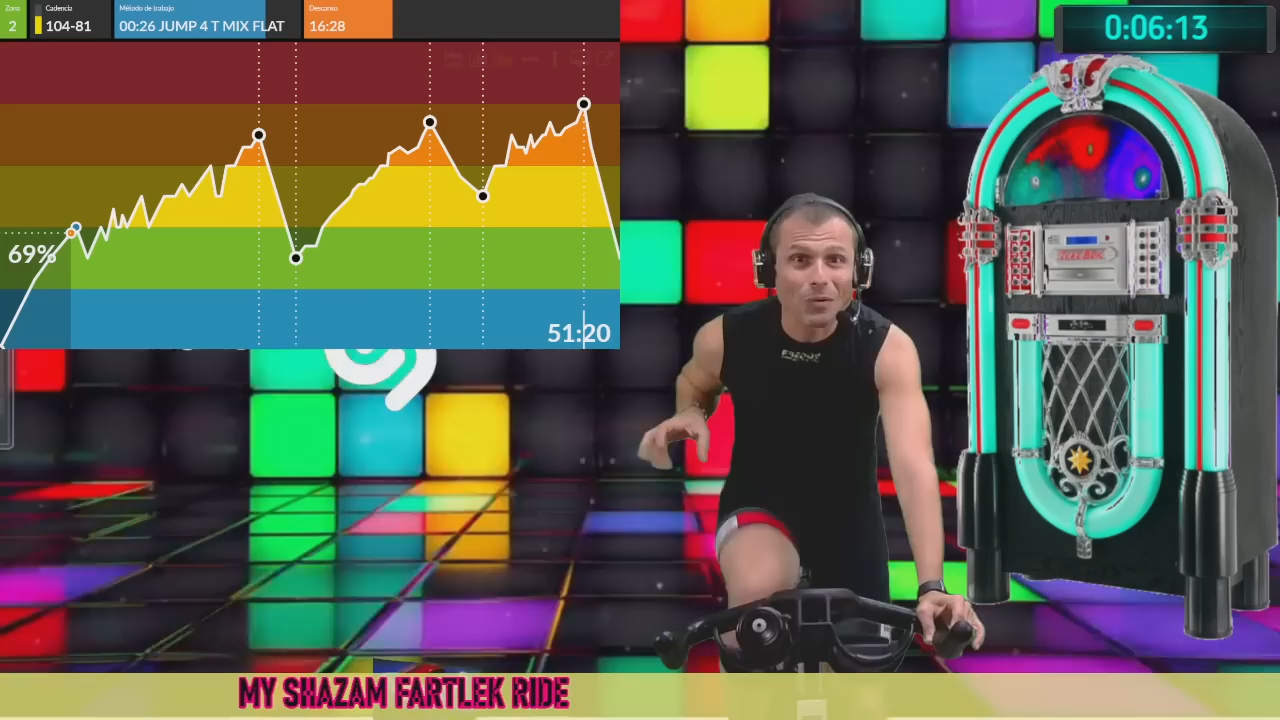 Zona
2
Cadencia
104-81
Método de trabajo
00:26 JUMP 4 T MIX FLAT
Descanso
16:28
0:06:13
69%
51:20
MY SHAZAM FARTLEK RIDE